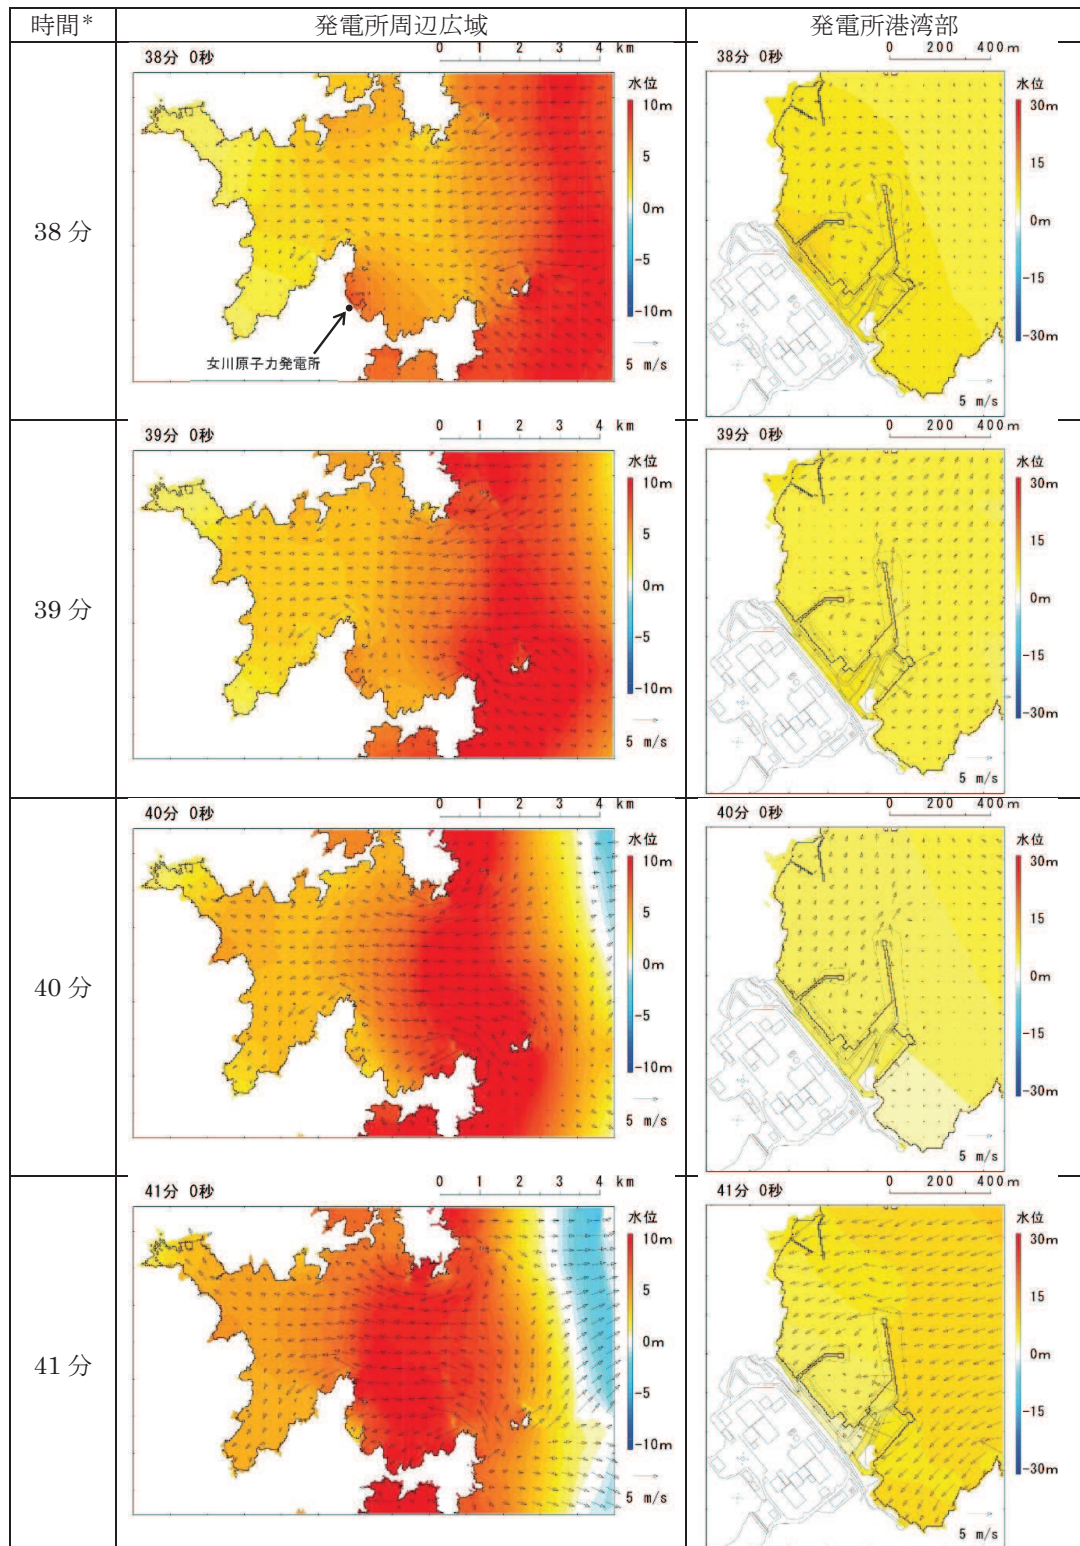 時間* 発電所周辺広域 発電所港湾部
38分
38分 0秒 0 1 2 3 4 km
水位
10m
5
0m
-5
-10m
5 m/s
女川原子力発電所
38分 0秒 0 200 400m
水位
30m
15
0m
-15
-30m
5 m/s
39分
39分 0秒 0 1 2 3 4 km
水位
10m
5
0m
-5
-10m
5 m/s
39分 0秒 0 200 400m
水位
30m
15
0m
-15
-30m
5 m/s
40分
40分 0秒 0 1 2 3 4 km
水位
10m
5
0m
-5
-10m
5 m/s
40分 0秒 0 200 400m
水位
30m
15
0m
-15
-30m
5 m/s
41分
41分 0秒 0 1 2 3 4 km
水位
10m
5
0m
-5
-10m
5 m/s
41分 0秒 0 200 400m
水位
30m
15
0m
-15
-30m
5 m/s